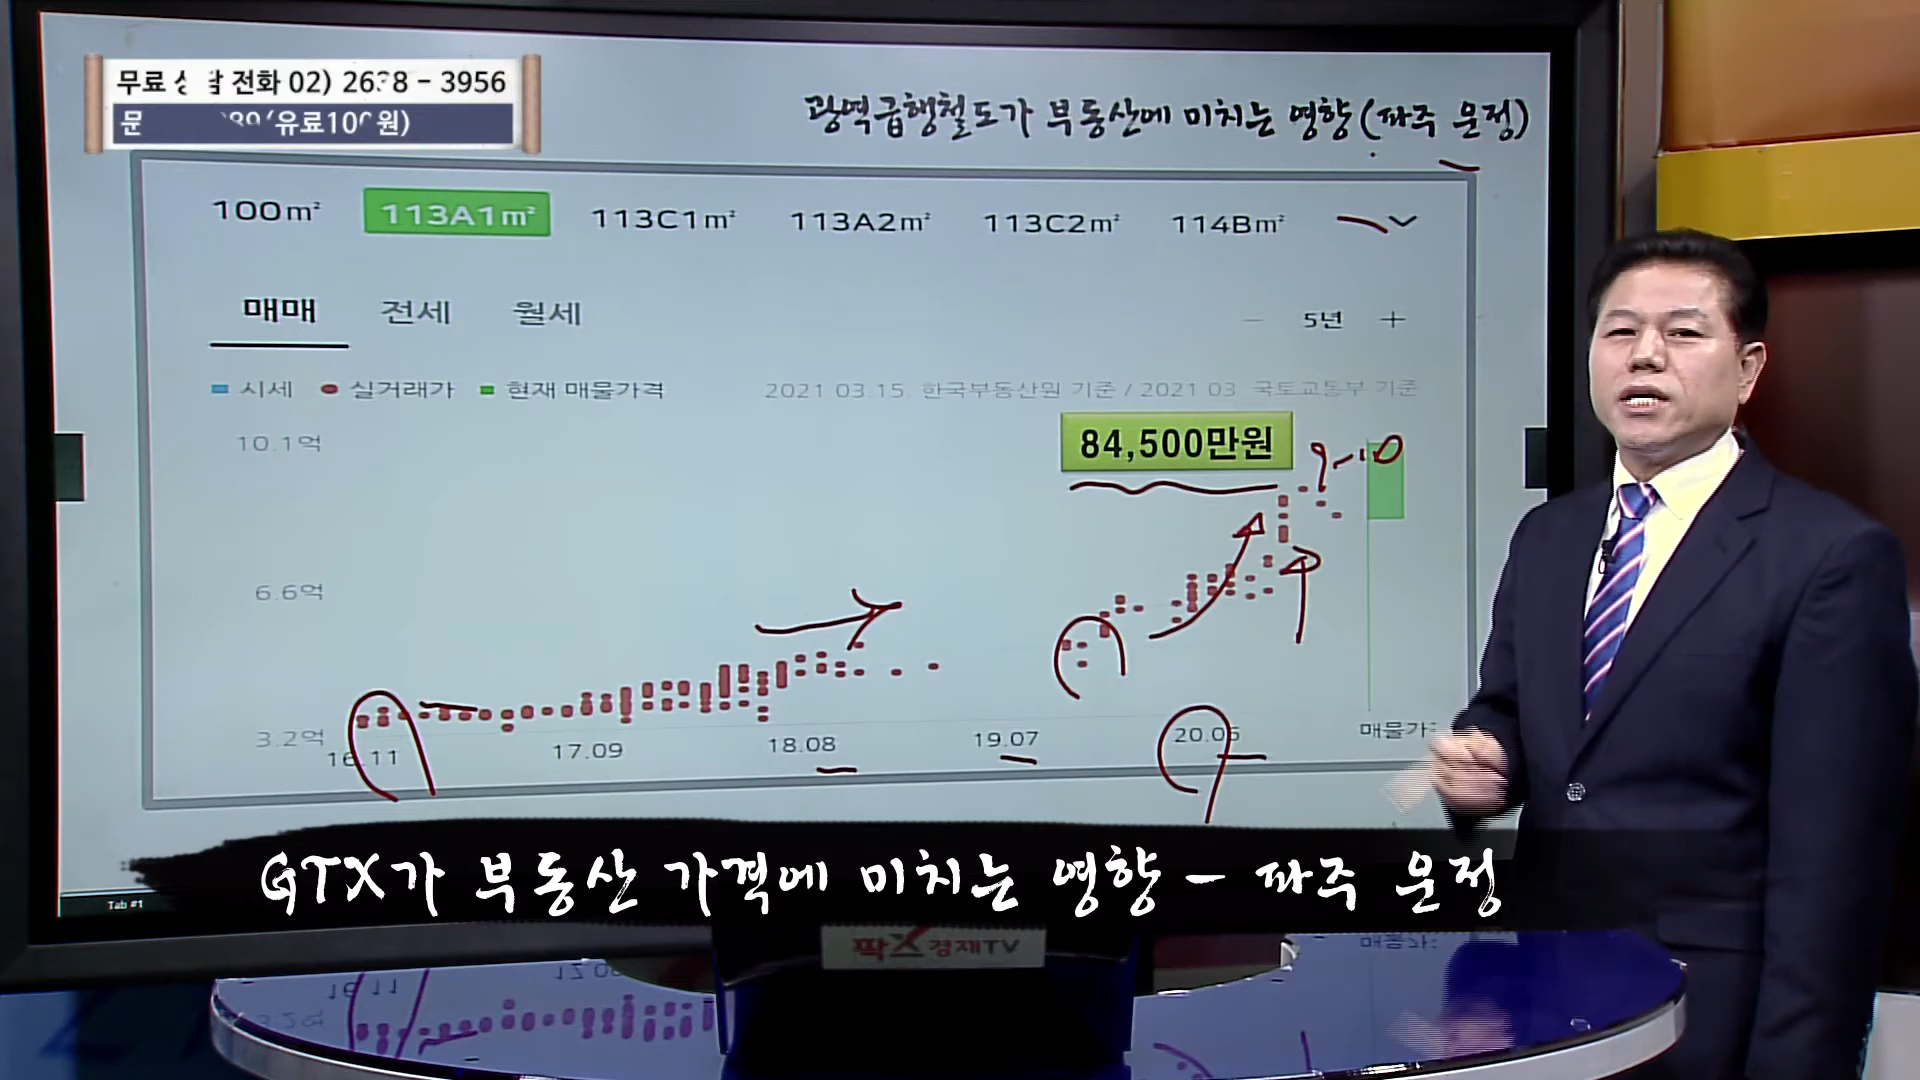 무료 전화 02) 2638 - 3956
(유료100원)
광역급행철도가 부동산에 미치는 영향(파주 운정)
100㎡ 113A1㎡ 113C1㎡ 113A2㎡ 113C2㎡ 114B㎡
매매 전세 월세
5년
시세 실거래가 현재 매물가격
2021.03.15. 한국부동산원 기준 / 2021.03. 국토교통부 기준
10.1억
84,500만원
9-10
6.6억
3.2억
16.11 17.09 18.08 19.07 20.05
GTX가 부동산 가격에 미치는 영향 - 파주 운정
Tab #1
팍스경제TV